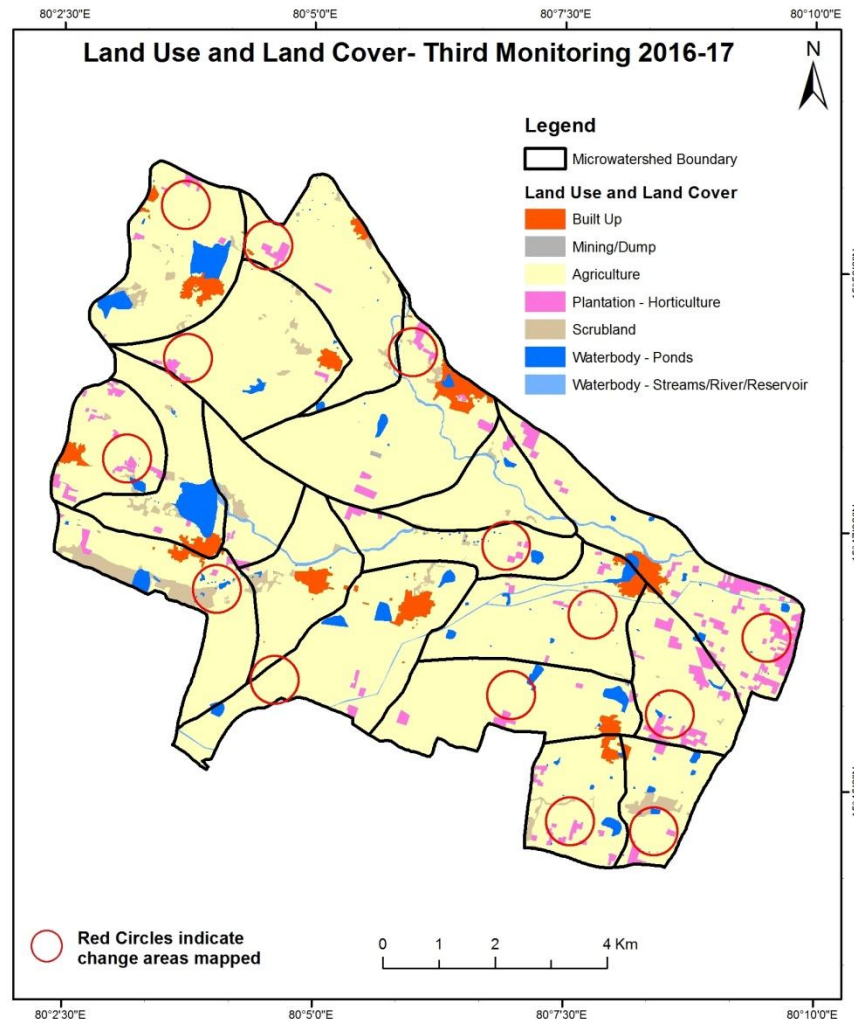 80°2'30"E 80°5'0"E 80°7'30"E 80°10'0"E
Land Use and Land Cover- Third Monitoring 2016-17
N
Legend
Microwatershed Boundary
Land Use and Land Cover
Built Up
Mining/Dump
Agriculture
Plantation - Horticulture
Scrubland
Waterbody - Ponds
Waterbody - Streams/River/Reservoir
Red Circles indicate
change areas mapped
0 1 2 4 Km
80°2'30"E 80°5'0"E 80°7'30"E 80°10'0"E